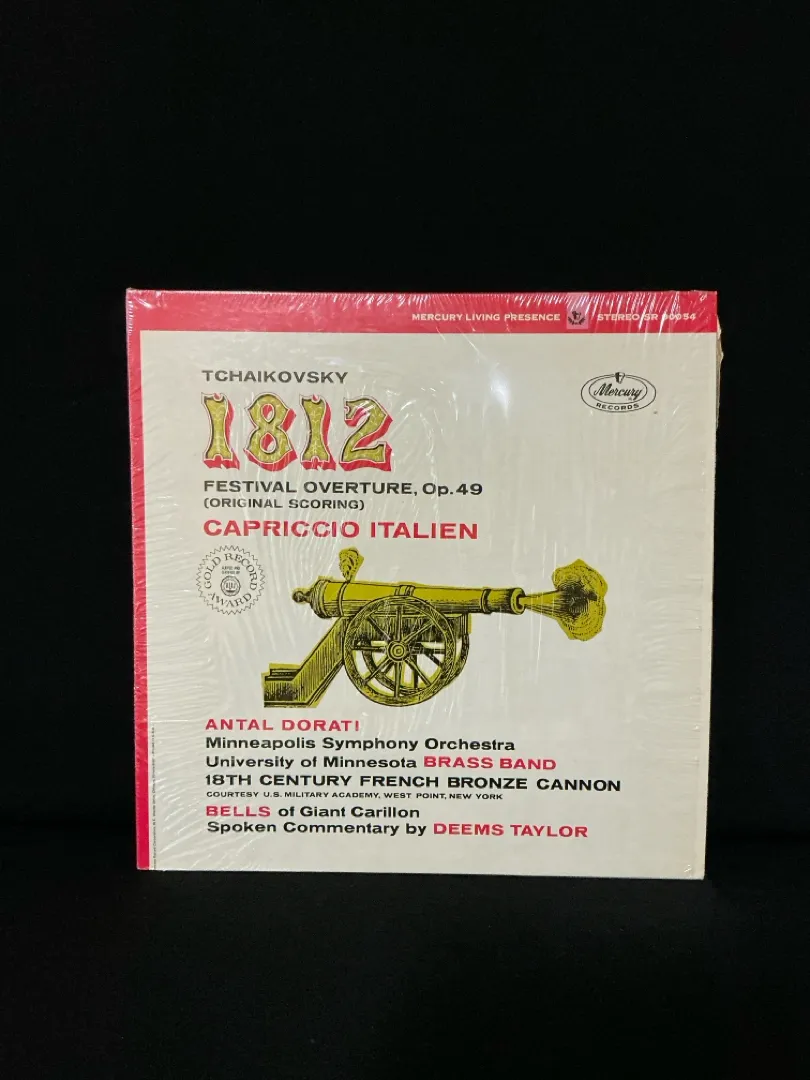 MERCURY LIVING PRESENCE STEREO SR 90054
TCHAIKOVSKY
Mercury
RECORDS
1812
FESTIVAL OVERTURE, Op. 49
(ORIGINAL SCORING)
CAPRICCIO ITALIEN
GOLD RECORD
AWARD
ANTAL DORATI
Minneapolis Symphony Orchestra
University of Minnesota BRASS BAND
18TH CENTURY FRENCH BRONZE CANNON
COURTESY U.S. MILITARY ACADEMY, WEST POINT, NEW YORK
BELLS of Giant Carillon
Spoken Commentary by DEEMS TAYLOR